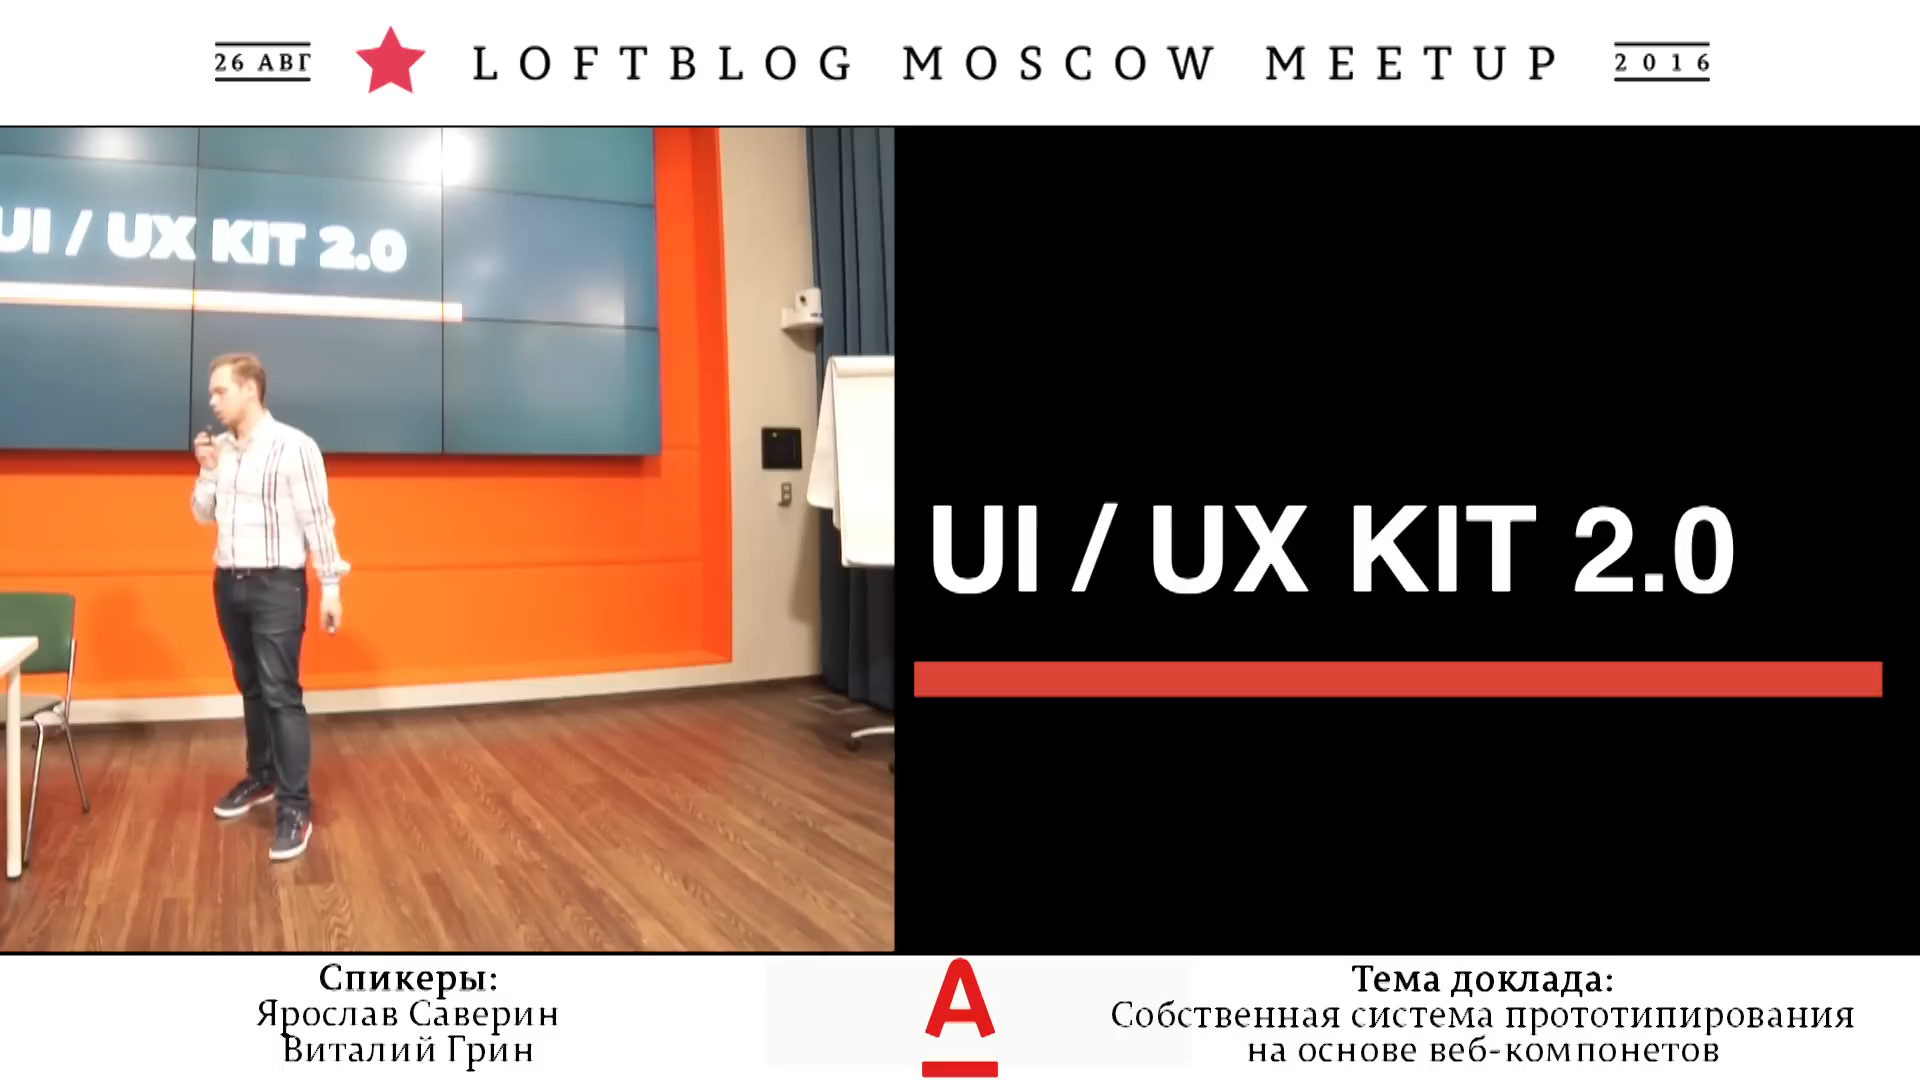 26 АВГ
LOFTBLOG MOSCOW MEETUP
2016
UI / UX KIT 2.0
UI / UX KIT 2.0
Спикеры:
Ярослав Саверин
Виталий Грин
А
Тема доклада:
Собственная система прототипирования
на основе веб-компонетов